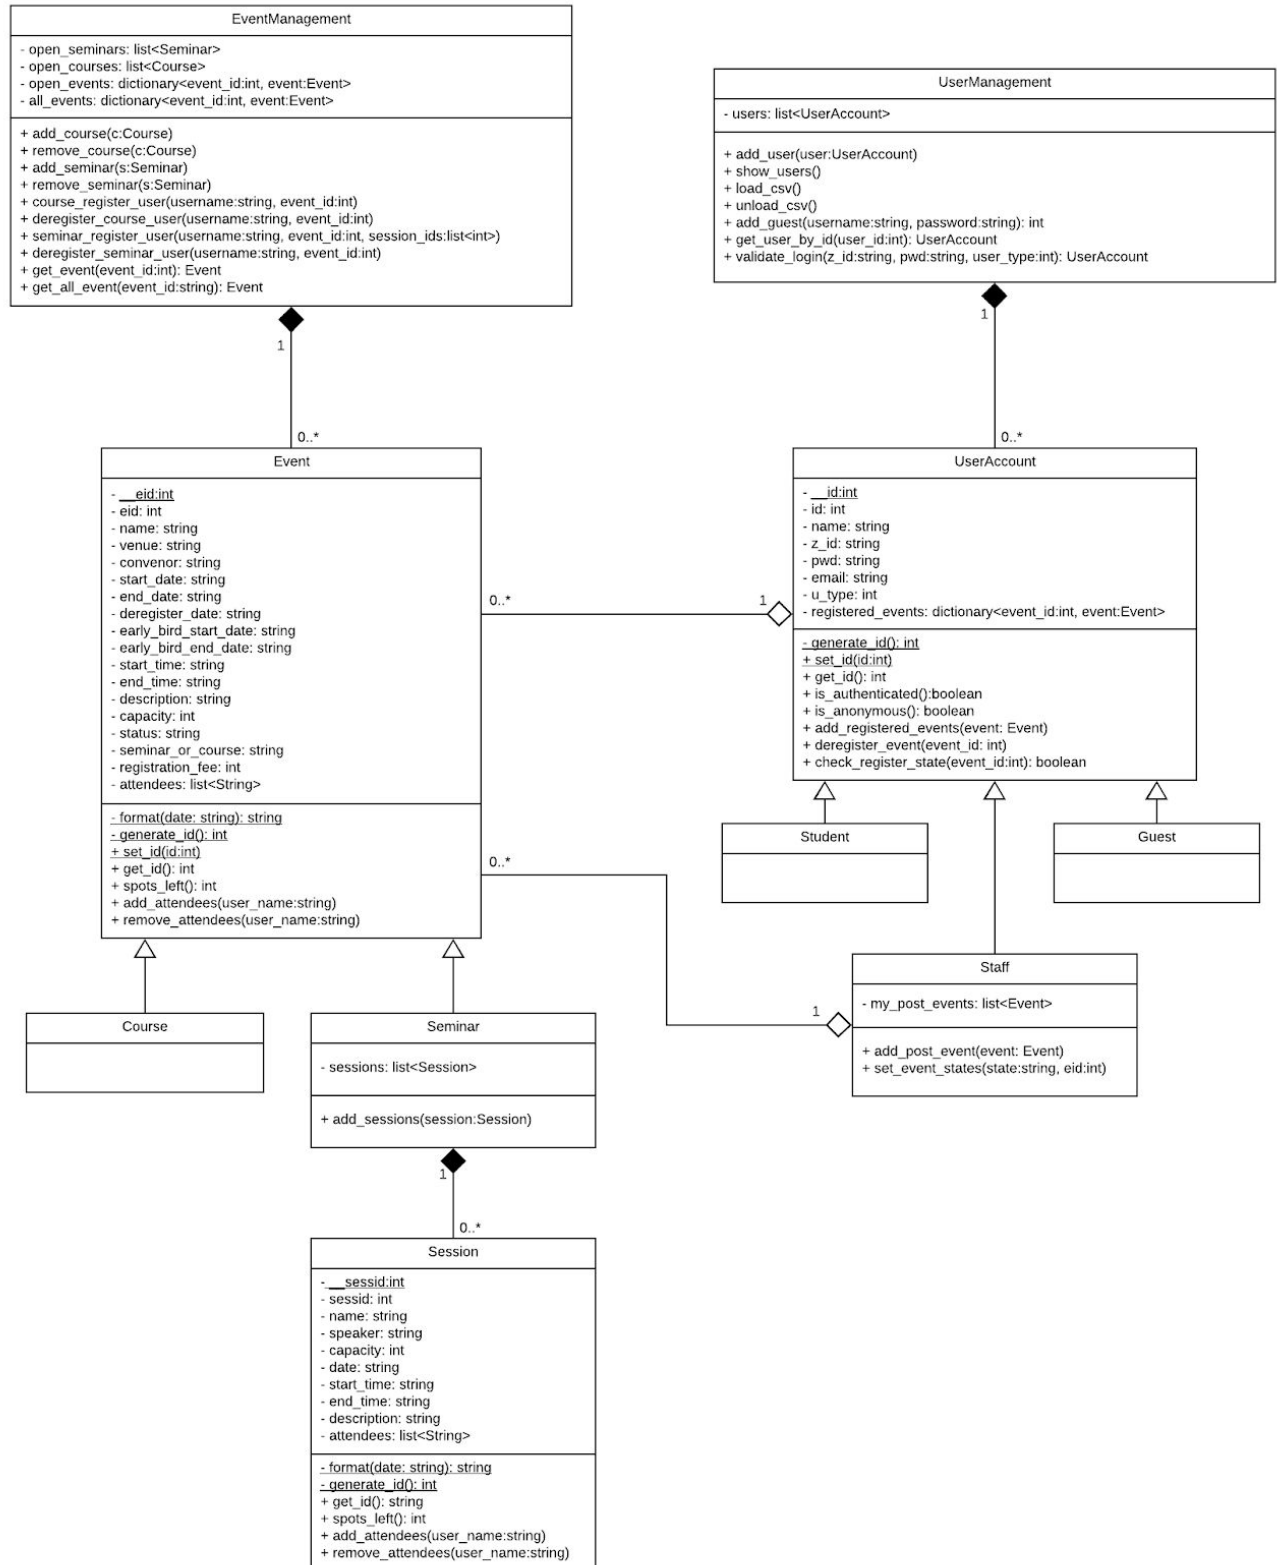 EventManagement
- open_seminars: list<Seminar>
- open_courses: list<Course>
- open_events: dictionary<event_id:int, event:Event>
- all_events: dictionary<event_id:int, event:Event>
+ add_course(c:Course)
+ remove_course(c:Course)
+ add_seminar(s:Seminar)
+ remove_seminar(s:Seminar)
+ course_register_user(username:string, event_id:int)
+ deregister_course_user(username:string, event_id:int)
+ seminar_register_user(username:string, event_id:int, session_ids:list<int>)
+ deregister_seminar_user(username:string, event_id:int)
+ get_event(event_id:int): Event
+ get_all_event(event_id:string): Event
1
0..*
UserManagement
- users: list<UserAccount>
+ add_user(user:UserAccount)
+ show_users()
+ load_csv()
+ unload_csv()
+ add_guest(username:string, password:string): int
+ get_user_by_id(user_id:int): UserAccount
+ validate_login(z_id:string, pwd:string, user_type:int): UserAccount
1
0..*
Event
- __eid:int
- eid: int
- name: string
- venue: string
- convenor: string
- start_date: string
- end_date: string
- deregister_date: string
- early_bird_start_date: string
- early_bird_end_date: string
- start_time: string
- end_time: string
- description: string
- capacity: int
- status: string
- seminar_or_course: string
- registration_fee: int
- attendees: list<String>
- format(date: string): string
- generate_id(): int
+ set_id(id:int)
+ get_id(): int
+ spots_left(): int
+ add_attendees(user_name:string)
+ remove_attendees(user_name:string)
0..*
1
UserAccount
- __id:int
- id: int
- name: string
- z_id: string
- pwd: string
- email: string
- u_type: int
- registered_events: dictionary<event_id:int, event:Event>
- generate_id(): int
+ set_id(id:int)
+ get_id(): int
+ is_authenticated():boolean
+ is_anonymous(): boolean
+ add_registered_events(event: Event)
+ deregister_event(event_id: int)
+ check_register_state(event_id:int): boolean
Student
Guest
0..*
1
Staff
- my_post_events: list<Event>
+ add_post_event(event: Event)
+ set_event_states(state:string, eid:int)
Course
Seminar
- sessions: list<Session>
+ add_sessions(session:Session)
1
0..*
Session
- __sessid:int
- sessid: int
- name: string
- speaker: string
- capacity: int
- date: string
- start_time: string
- end_time: string
- description: string
- attendees: list<String>
- format(date: string): string
- generate_id(): int
+ get_id(): string
+ spots_left(): int
+ add_attendees(user_name:string)
+ remove_attendees(user_name:string)